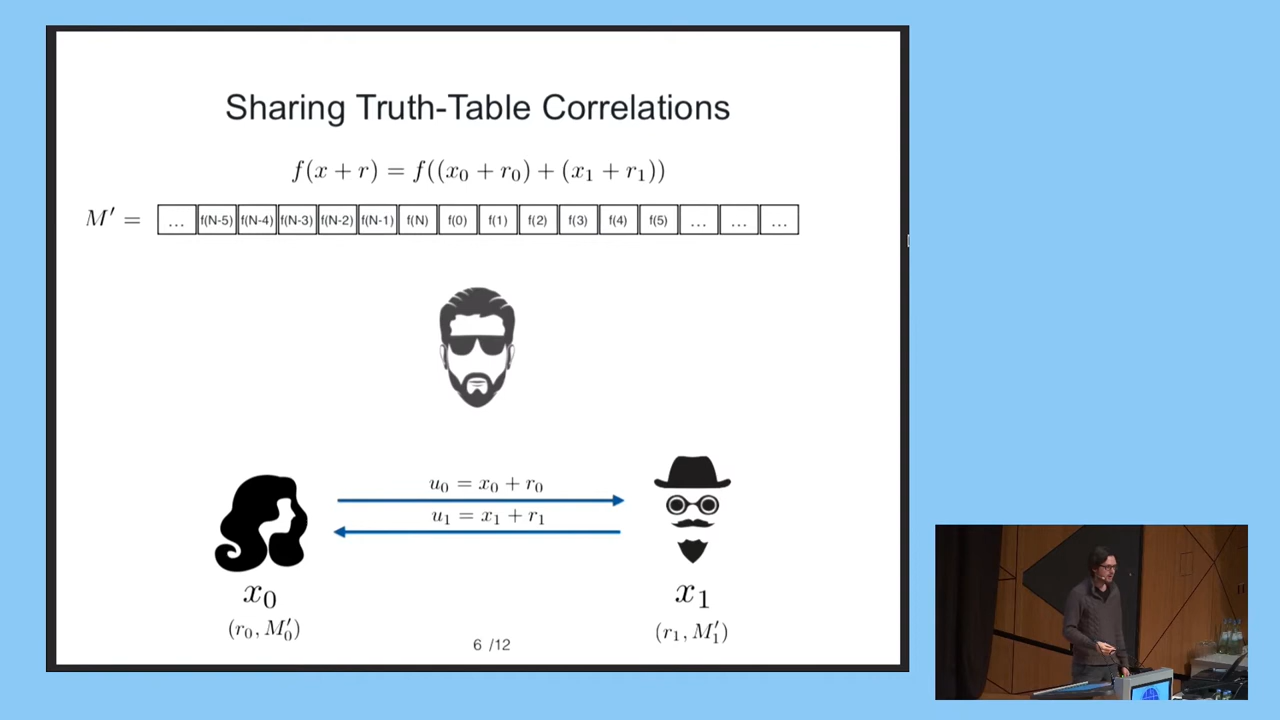 Sharing Truth-Table Correlations
f(x + r) = f((x₀ + r₀) + (x₁ + r₁))
M′ = … f(N-5) f(N-4) f(N-3) f(N-2) f(N-1) f(N) f(0) f(1) f(2) f(3) f(4) f(5) … … …
u₀ = x₀ + r₀
u₁ = x₁ + r₁
x₀ x₁
(r₀, M′₀) (r₁, M′₁)
6 /12